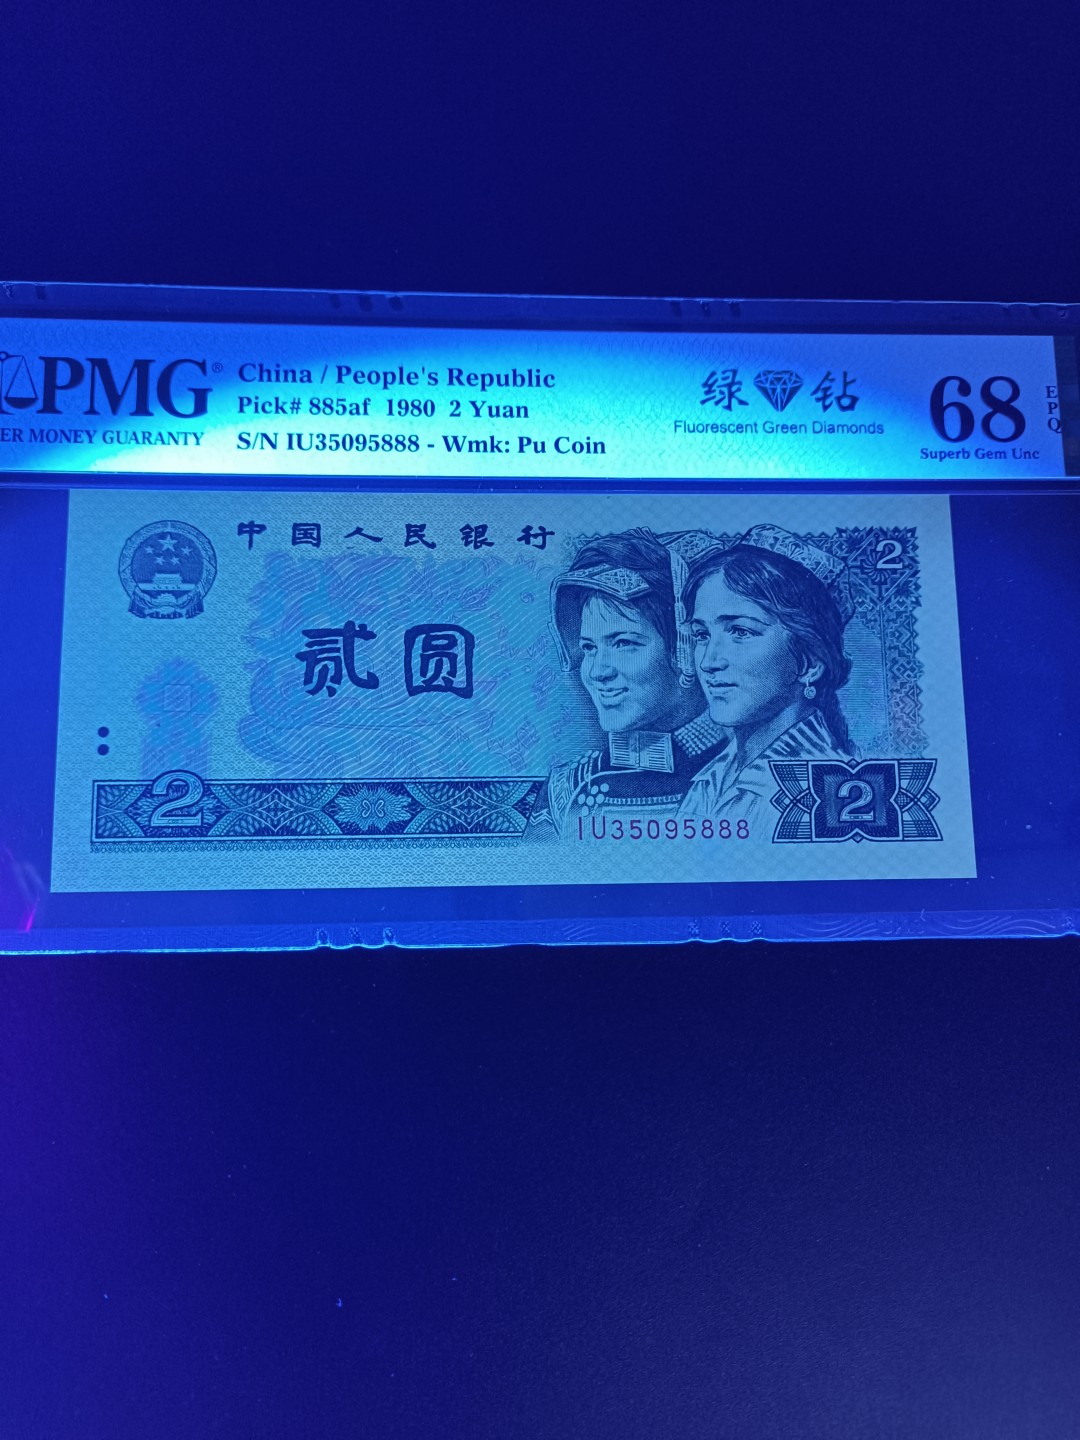 PMG®
ER MONEY GUARANTY
China / People's Republic
Pick# 885af 1980 2 Yuan
S/N IU35095888 - Wmk: Pu Coin
绿 钻
Fluorescent Green Diamonds
68
EPQ
Superb Gem Unc
中国人民银行
2
贰圆
2
2
IU35095888